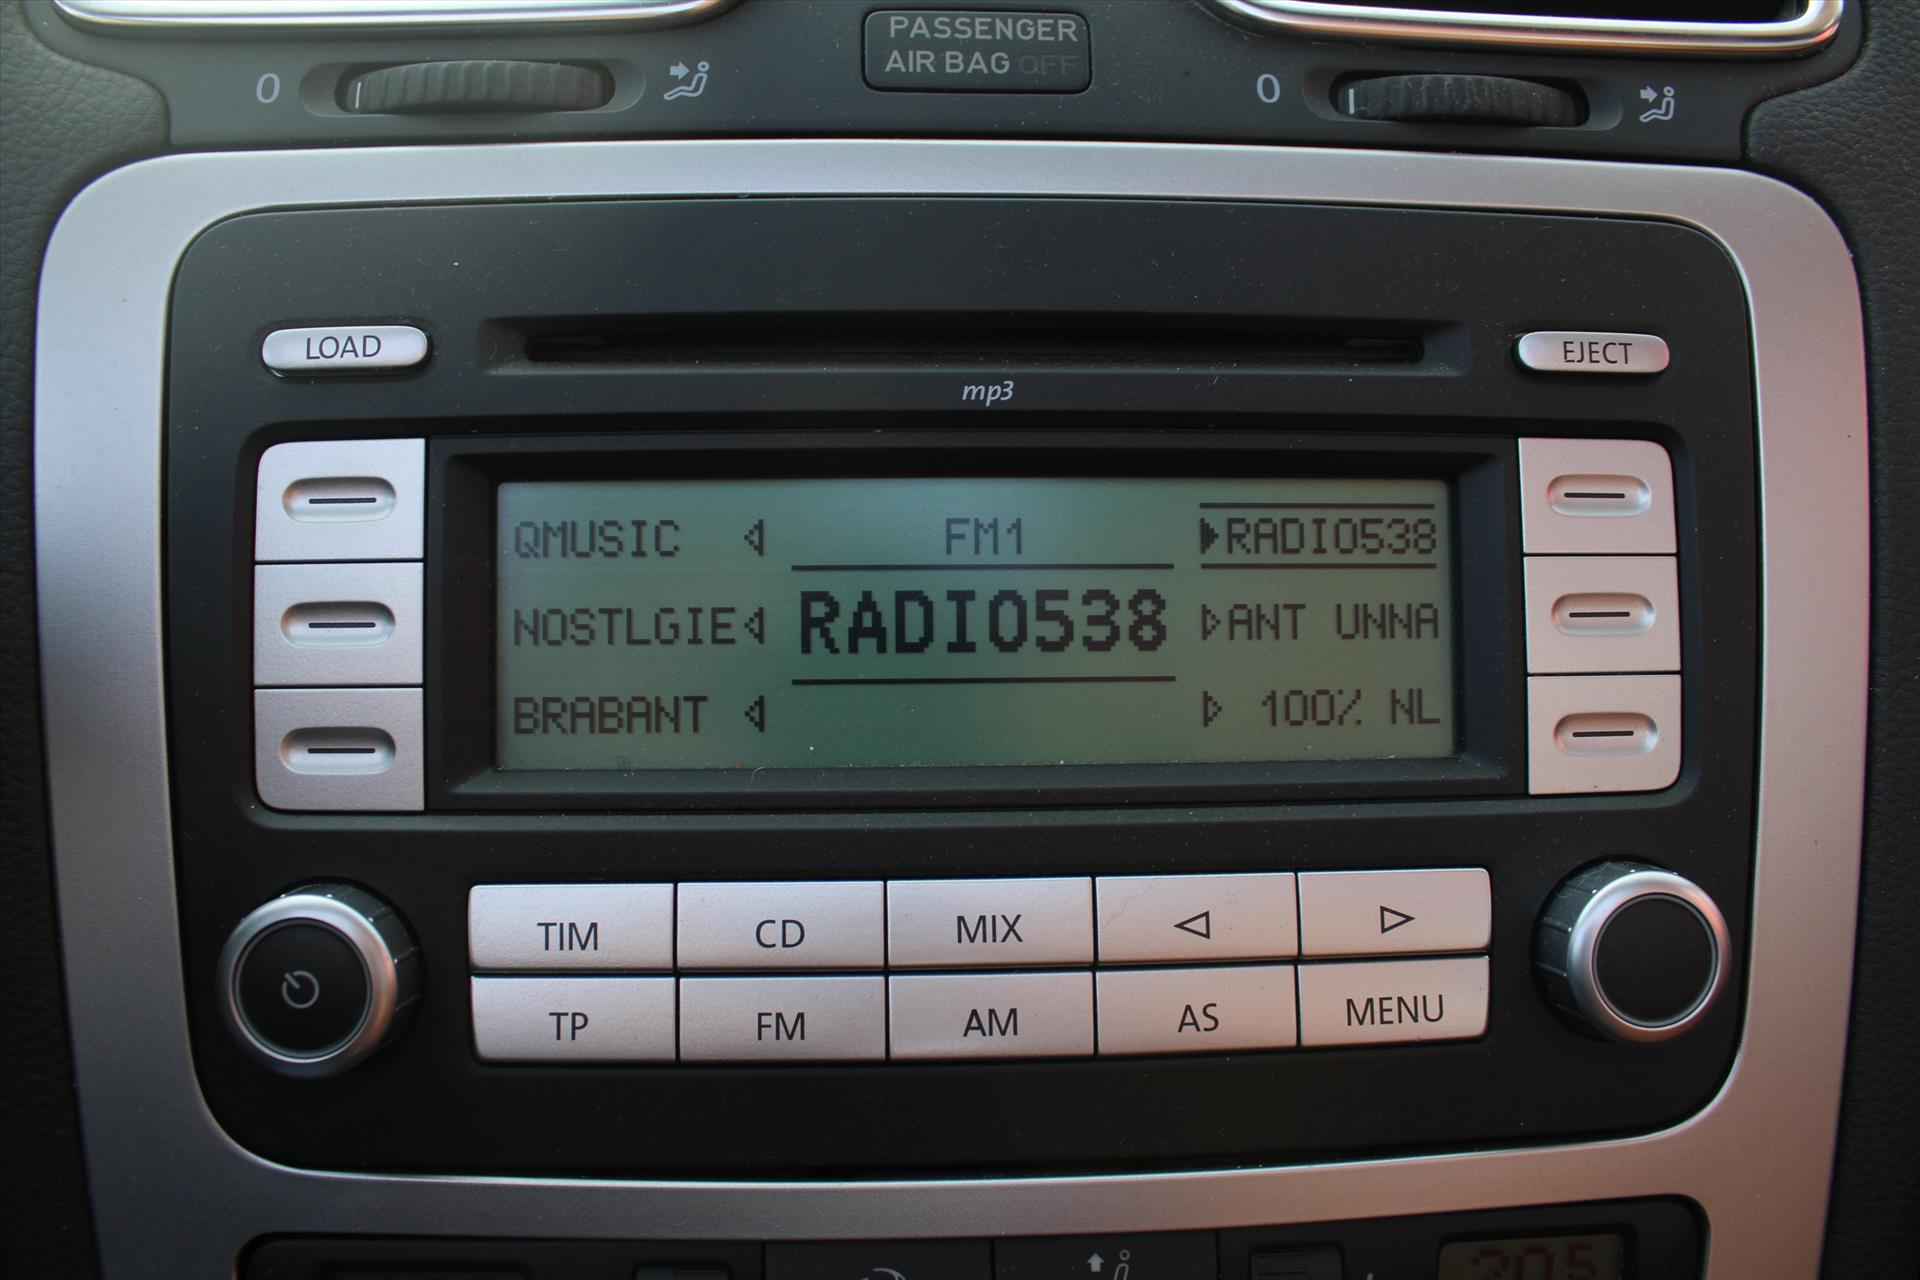 PASSENGER
AIR BAG OFF
0
0
LOAD
EJECT
mp3
QMUSIC FM1 RADIO538
NOSTLGIE RADIO538 ANT UNNA
BRABANT 100% NL
TIM CD MIX
TP FM AM AS MENU